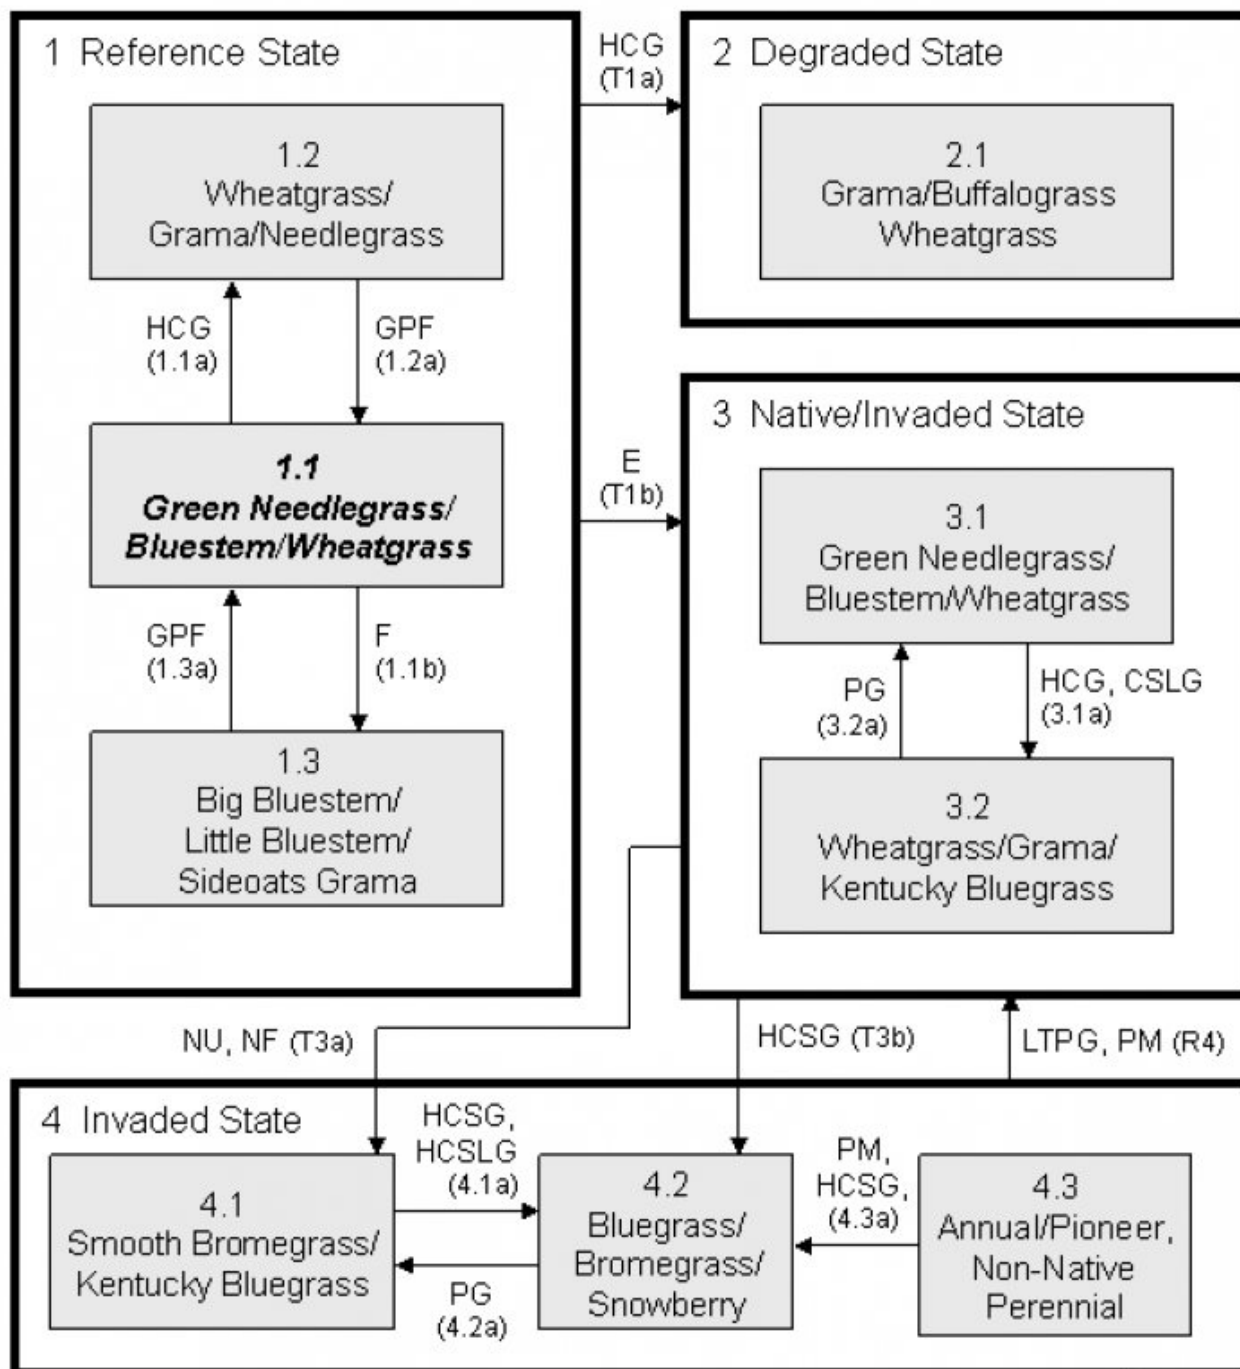 1 Reference State
1.2
Wheatgrass/
Grama/Needlegrass
HCG
(1.1a)
GPF
(1.2a)
1.1
Green Needlegrass/
Bluestem/Wheatgrass
GPF
(1.3a)
F
(1.1b)
1.3
Big Bluestem/
Little Bluestem/
Sideoats Grama
HCG
(T1a)
2 Degraded State
2.1
Grama/Buffalograss
Wheatgrass
E
(T1b)
3 Native/Invaded State
3.1
Green Needlegrass/
Bluestem/Wheatgrass
PG
(3.2a)
HCG, CSLG
(3.1a)
3.2
Wheatgrass/Grama/
Kentucky Bluegrass
NU, NF (T3a)
HCSG (T3b)
LTPG, PM (R4)
4 Invaded State
4.1
Smooth Bromegrass/
Kentucky Bluegrass
HCSG,
HCSLG
(4.1a)
PG
(4.2a)
4.2
Bluegrass/
Bromegrass/
Snowberry
PM,
HCSG,
(4.3a)
4.3
Annual/Pioneer,
Non-Native
Perennial